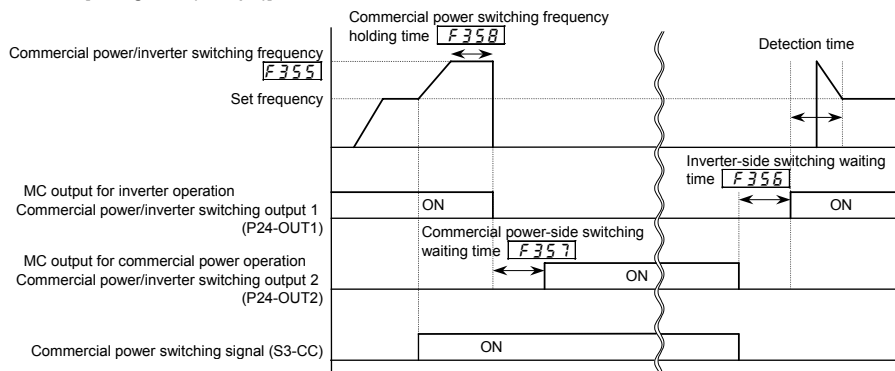 Commercial power switching frequency
holding time F358
Commercial power/inverter switching frequency
F355
Detection time
Set frequency
Inverter-side switching waiting
time F356
MC output for inverter operation
Commercial power/inverter switching output 1
(P24-OUT1)
ON
ON
Commercial power-side switching
waiting time F357
MC output for commercial power operation
Commercial power/inverter switching output 2
(P24-OUT2)
ON
Commercial power switching signal (S3-CC)
ON